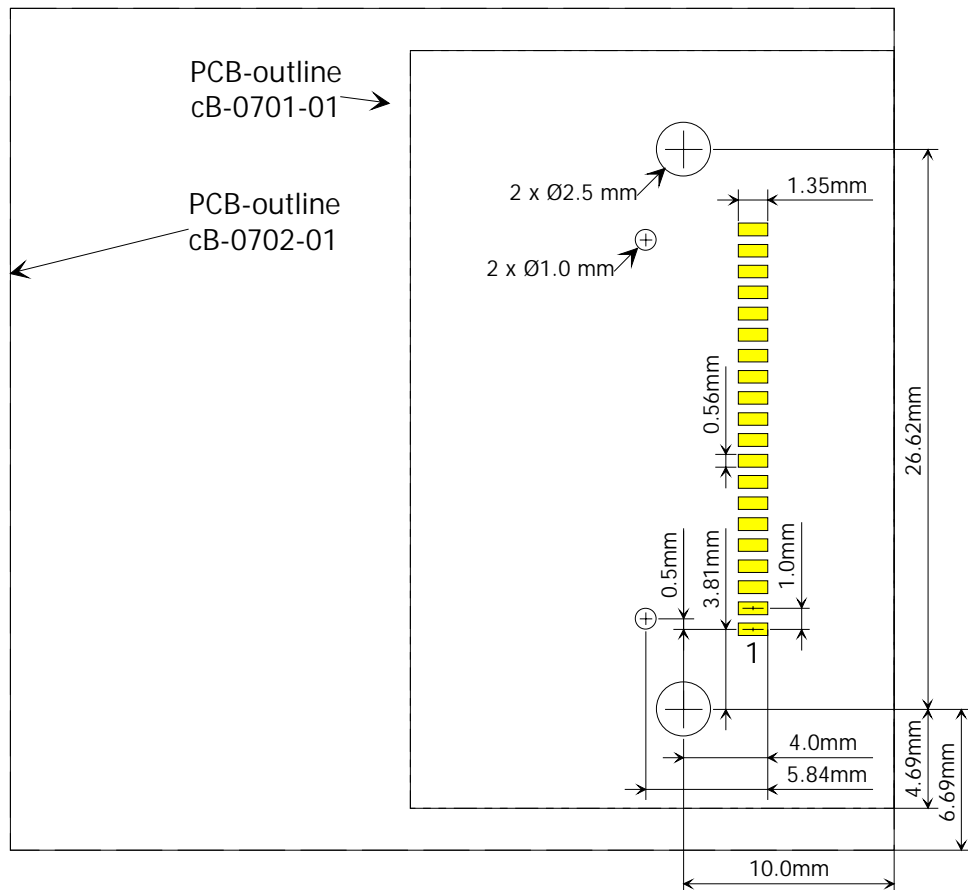 PCB-outline
cB-0701-01
PCB-outline
cB-0702-01
2 x Ø2.5 mm
1.35mm
2 x Ø1.0 mm
0.56mm
26.62mm
0.5mm
3.81mm
1.0mm
1
4.0mm
5.84mm
4.69mm
6.69mm
10.0mm